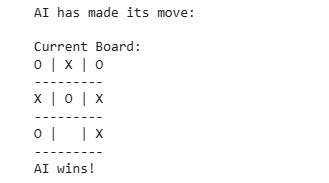 AI has made its move:
Current Board:
O | X | O
---------
X | O | X
---------
O |   | X
---------
AI wins!